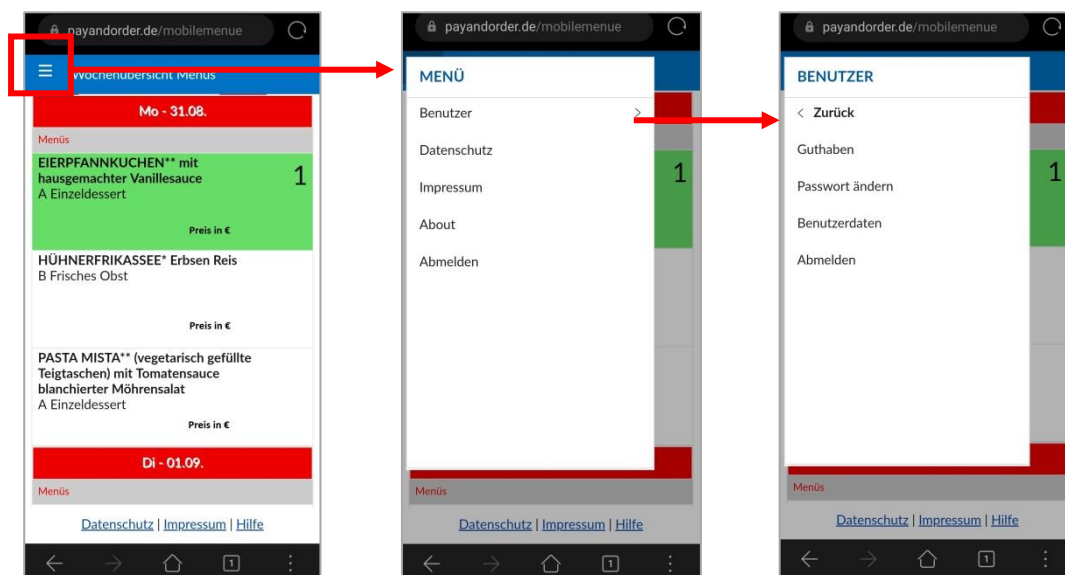 payandorder.de/mobilemenue
Wochenübersicht Menüs
Mo - 31.08.
Menüs
EIERPFANNKUCHEN** mit
hausgemachter Vanillesauce
A Einzeldessert
1
Preis in €
HÜHNERFRIKASSEE* Erbsen Reis
B Frisches Obst
Preis in €
PASTA MISTA** (vegetarisch gefüllte
Teigtaschen) mit Tomatensauce
blanchierter Möhrensalat
A Einzeldessert
Preis in €
Di - 01.09.
Menüs
Datenschutz | Impressum | Hilfe
1
payandorder.de/mobilemenue
MENÜ
Benutzer >
Datenschutz
Impressum
About
Abmelden
1
Menüs
Datenschutz | Impressum | Hilfe
1
payandorder.de/mobilemenue
BENUTZER
< Zurück
Guthaben
Passwort ändern
Benutzerdaten
Abmelden
1
Menüs
Datenschutz | Impressum | Hilfe
1